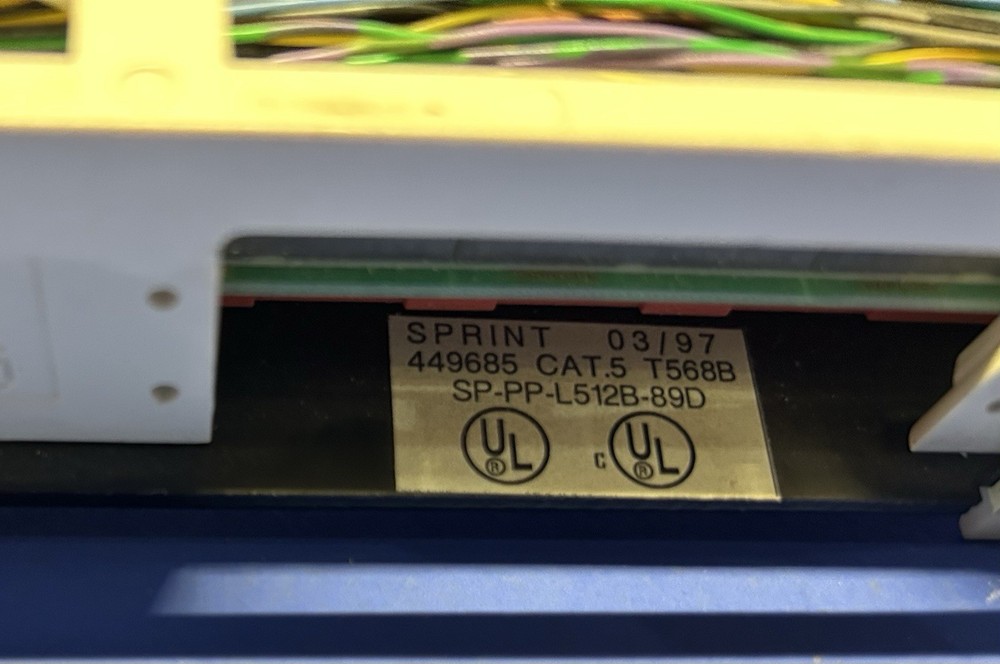 SPRINT 03/97
449685 CAT.5 T568B
SP-PP-L512B-89D
UL® c UL®